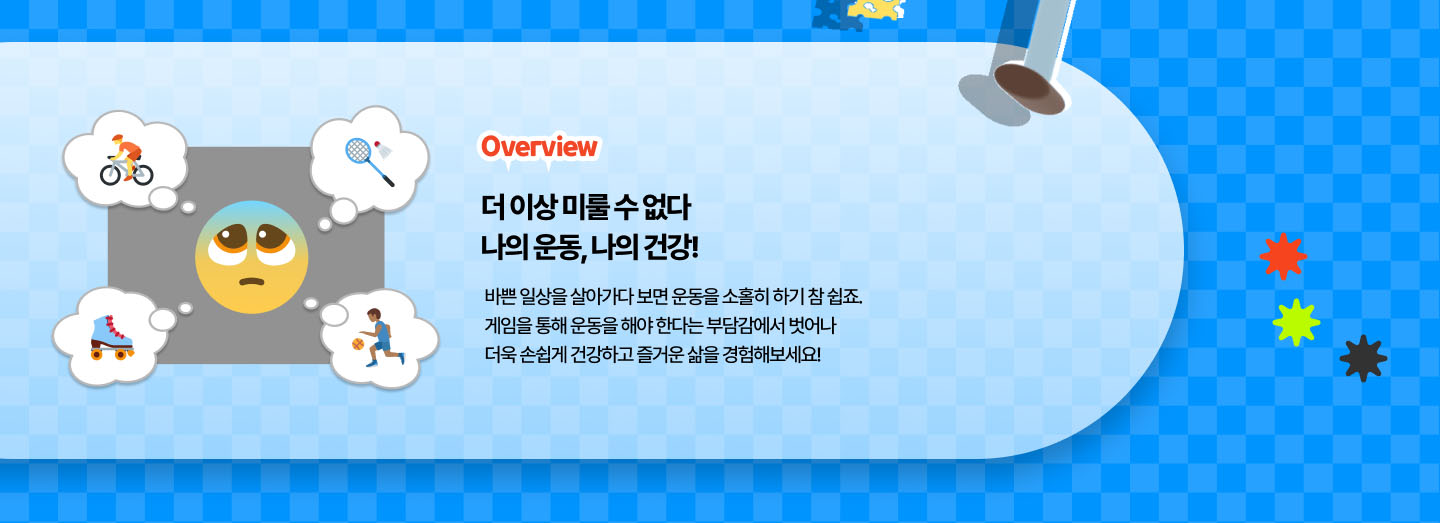 Overview
더 이상 미룰 수 없다
나의 운동, 나의 건강!
바쁜 일상을 살아가다 보면 운동을 소홀히 하기 참 쉽죠.
게임을 통해 운동을 해야 한다는 부담감에서 벗어나
더욱 손쉽게 건강하고 즐거운 삶을 경험해보세요!